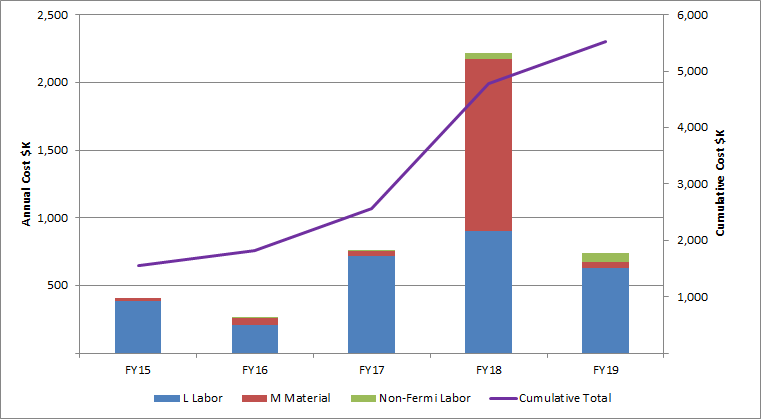 2,500
2,000
1,500
1,000
500
Annual Cost $K
6,000
5,000
4,000
3,000
2,000
1,000
Cumulative Cost $K
FY15 FY16 FY17 FY18 FY19
L Labor M Material Non-Fermi Labor Cumulative Total